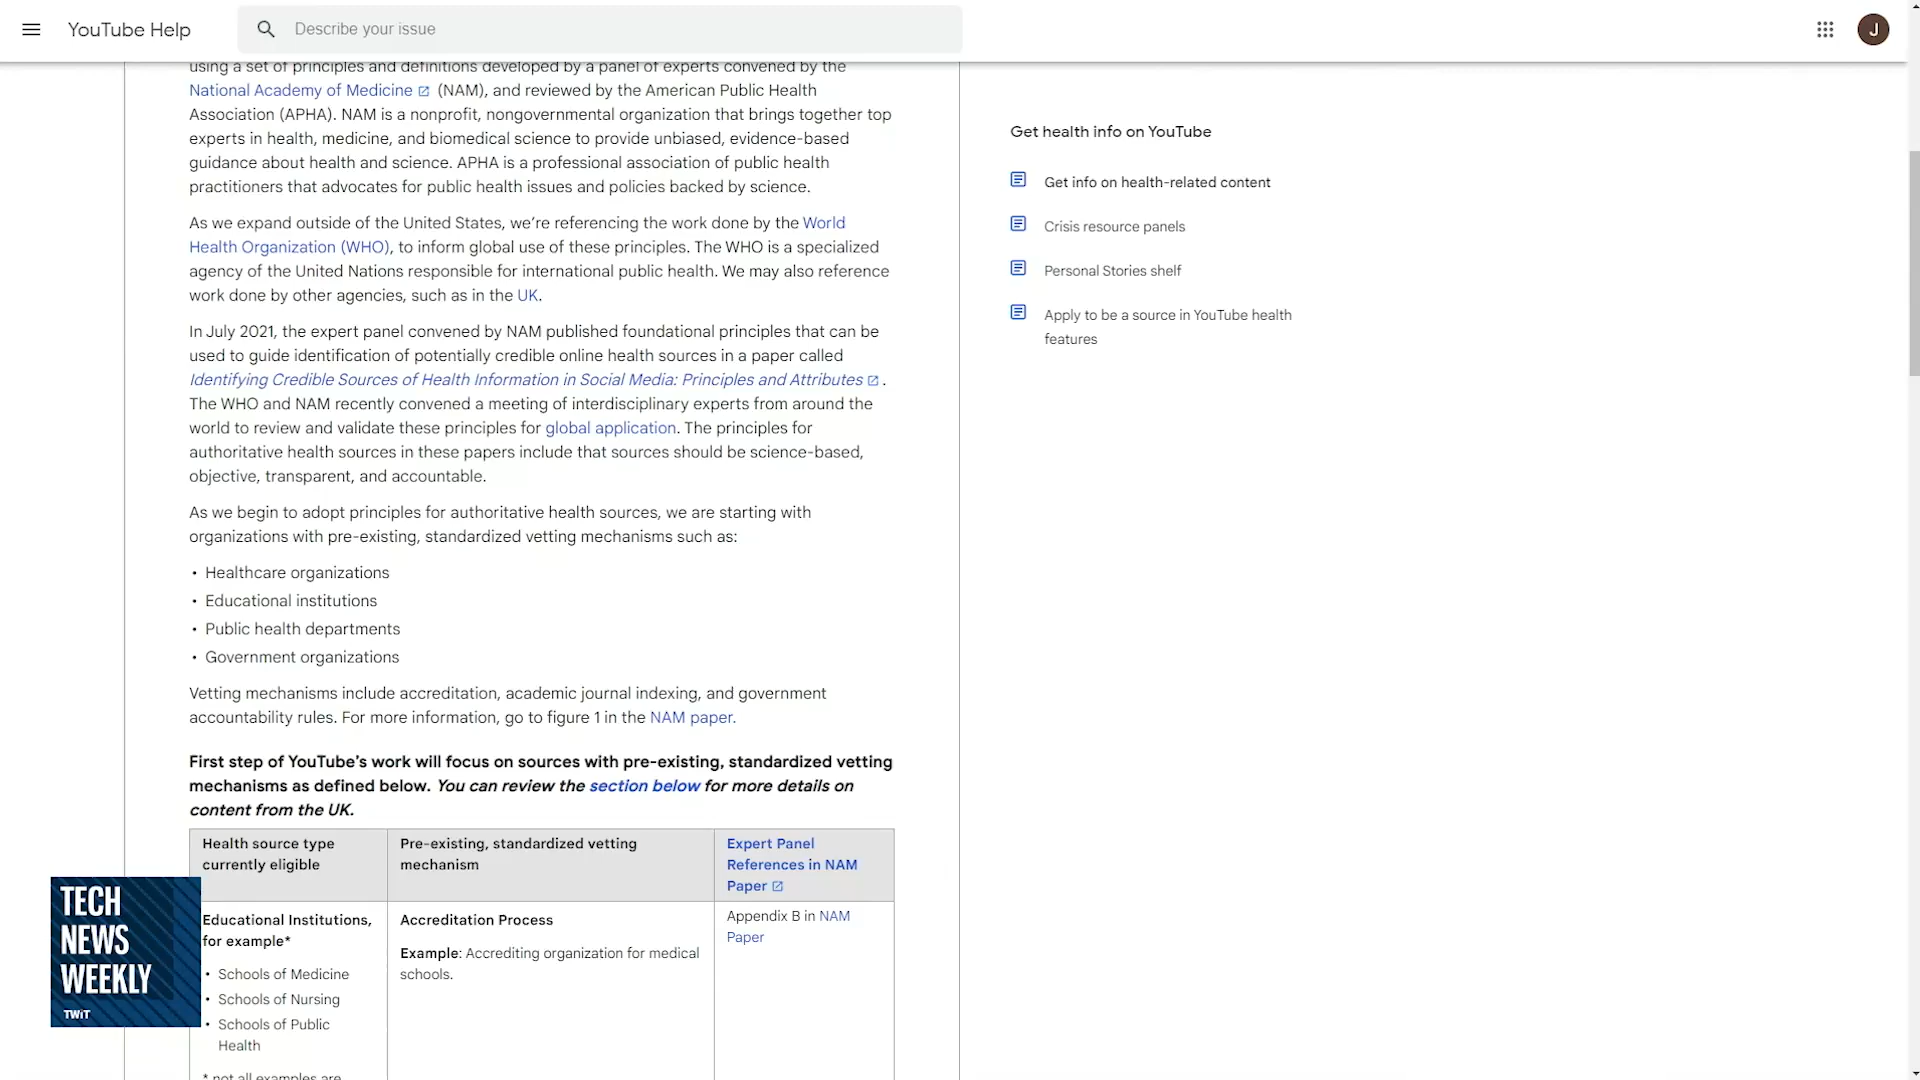 YouTube Help
Describe your issue
J
using a set of principles and definitions developed by a panel of experts convened by the
National Academy of Medicine (NAM), and reviewed by the American Public Health
Association (APHA). NAM is a nonprofit, nongovernmental organization that brings together top
experts in health, medicine, and biomedical science to provide unbiased, evidence-based
guidance about health and science. APHA is a professional association of public health
practitioners that advocates for public health issues and policies backed by science.
As we expand outside of the United States, we’re referencing the work done by the World
Health Organization (WHO), to inform global use of these principles. The WHO is a specialized
agency of the United Nations responsible for international public health. We may also reference
work done by other agencies, such as in the UK.
In July 2021, the expert panel convened by NAM published foundational principles that can be
used to guide identification of potentially credible online health sources in a paper called
Identifying Credible Sources of Health Information in Social Media: Principles and Attributes .
The WHO and NAM recently convened a meeting of interdisciplinary experts from around the
world to review and validate these principles for global application. The principles for
authoritative health sources in these papers include that sources should be science-based,
objective, transparent, and accountable.
As we begin to adopt principles for authoritative health sources, we are starting with
organizations with pre-existing, standardized vetting mechanisms such as:
• Healthcare organizations
• Educational institutions
• Public health departments
• Government organizations
Vetting mechanisms include accreditation, academic journal indexing, and government
accountability rules. For more information, go to figure 1 in the NAM paper.
First step of YouTube’s work will focus on sources with pre-existing, standardized vetting
mechanisms as defined below. You can review the section below for more details on
content from the UK.
Health source type
currently eligible
Pre-existing, standardized vetting
mechanism
Expert Panel
References in NAM
Paper
Educational Institutions,
for example*
• Schools of Medicine
• Schools of Nursing
• Schools of Public
Health
* not all examples are
Accreditation Process
Example: Accrediting organization for medical
schools.
Appendix B in NAM
Paper
Get health info on YouTube
Get info on health-related content
Crisis resource panels
Personal Stories shelf
Apply to be a source in YouTube health
features
TECH
NEWS
WEEKLY
TWiT